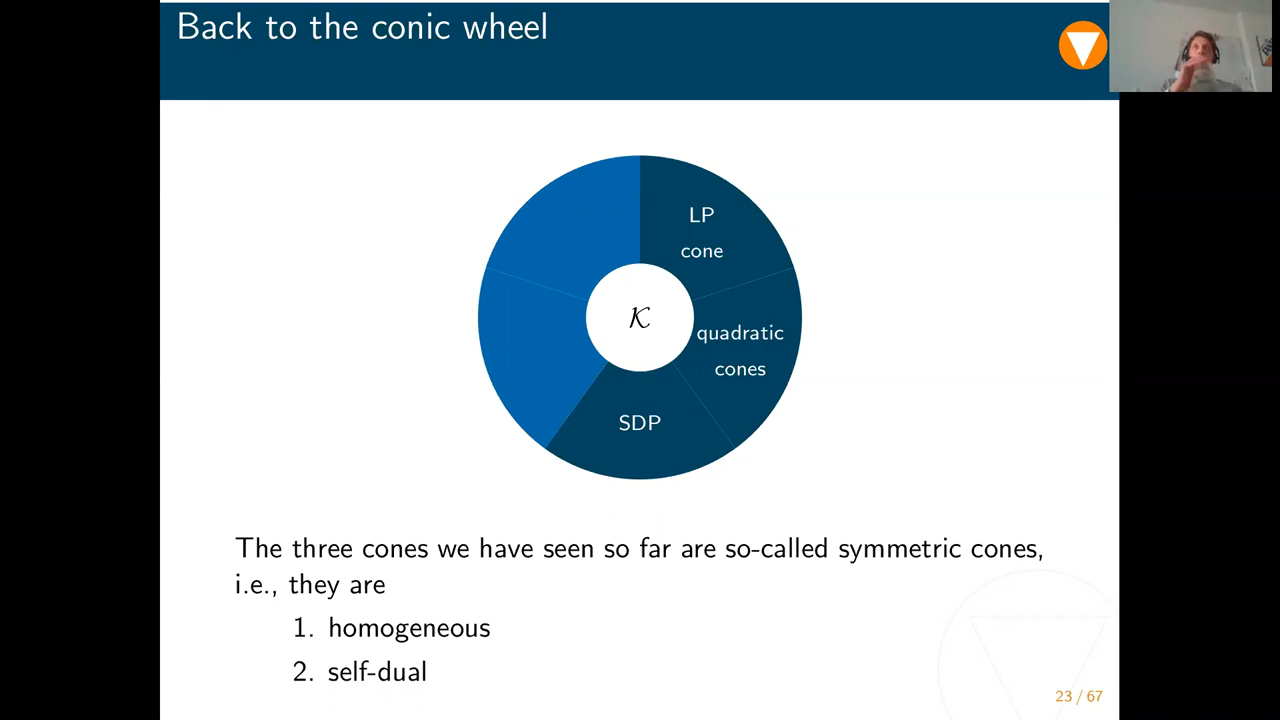 Back to the conic wheel
LP
cone
K
quadratic
cones
SDP
The three cones we have seen so far are so-called symmetric cones,
i.e., they are
1. homogeneous
2. self-dual
23 / 67